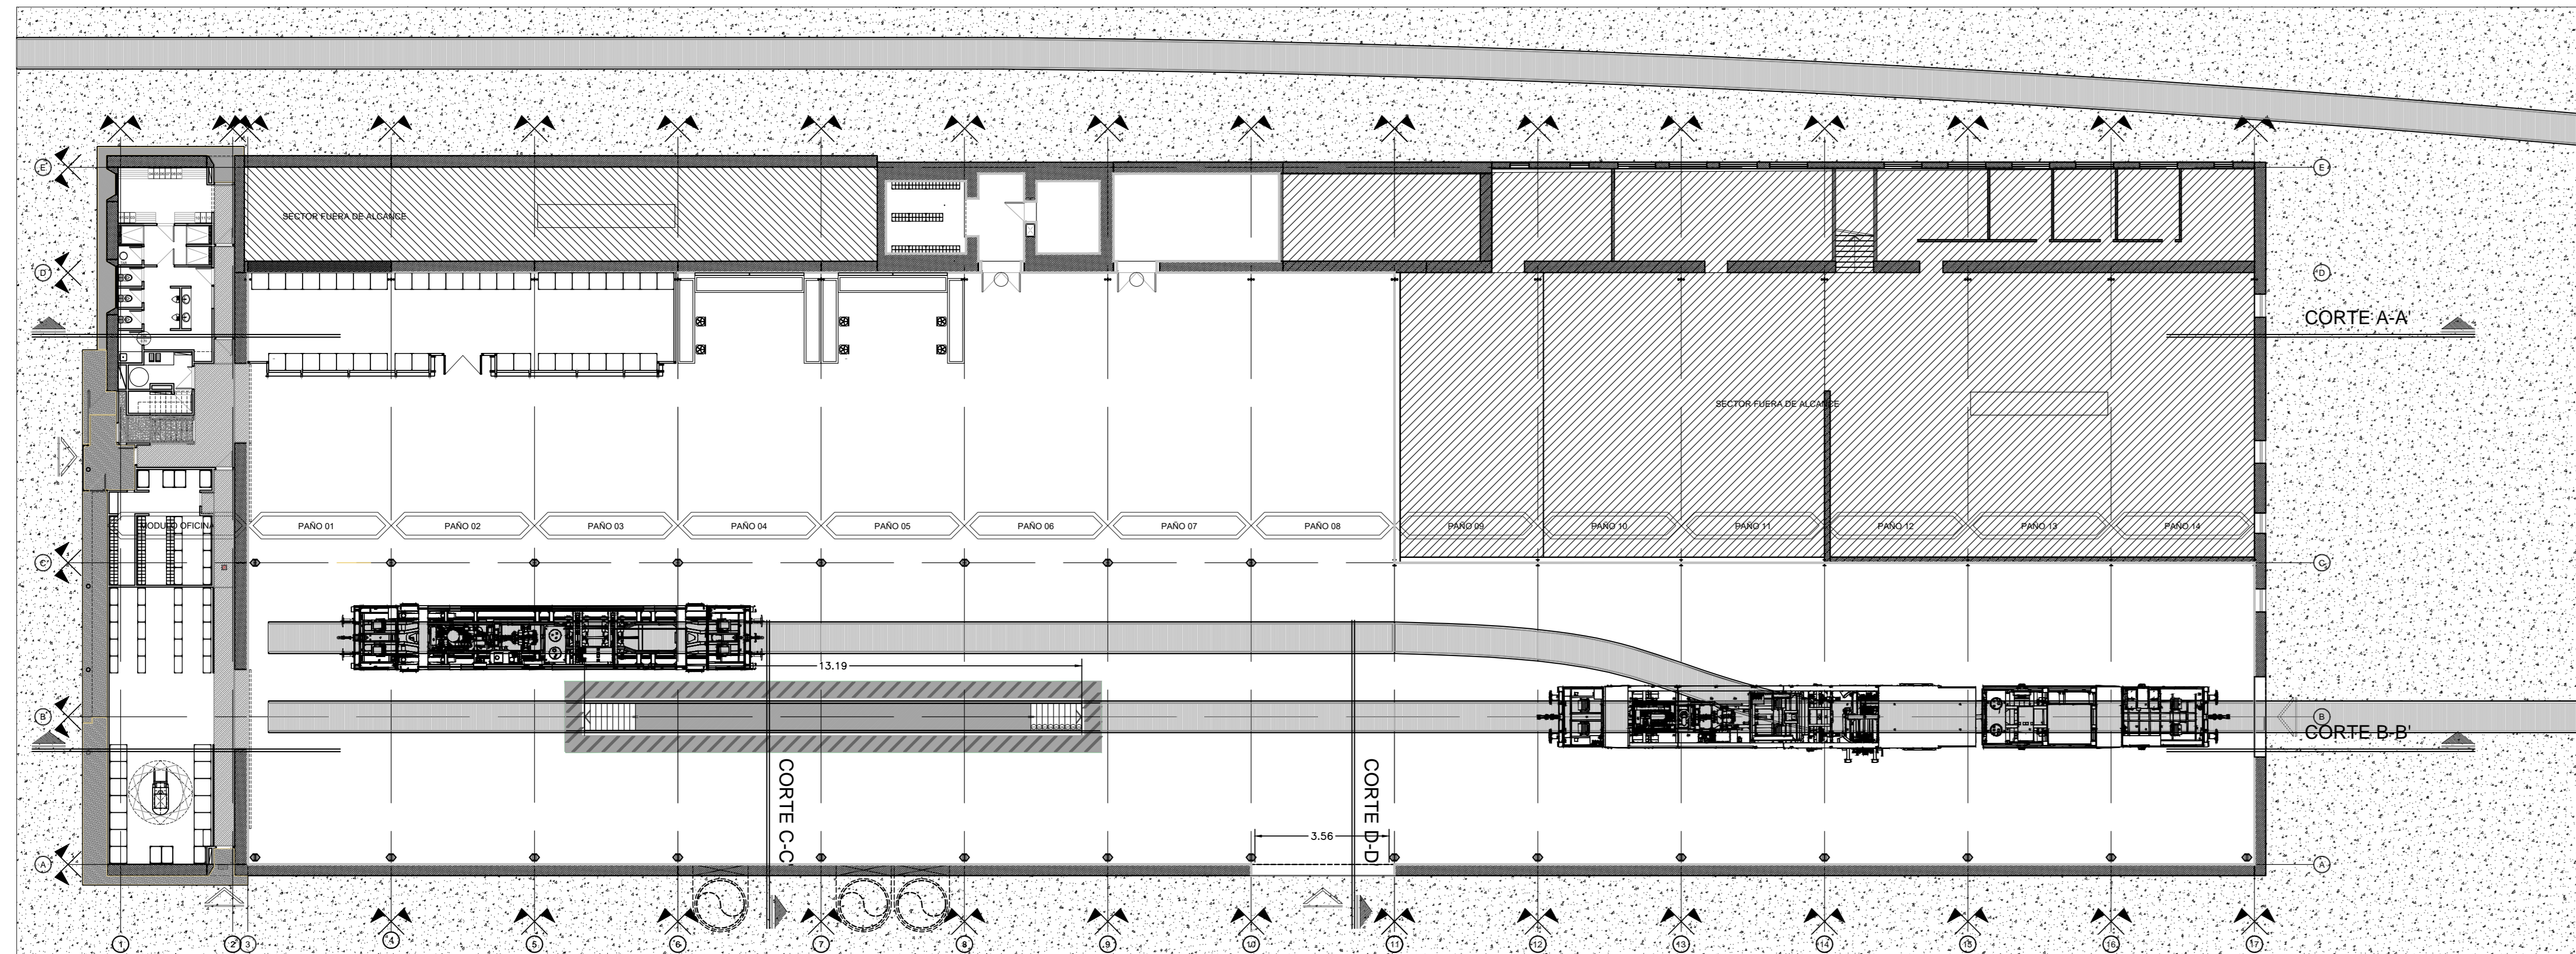 E
E
SECTOR FUERA DE ALCANCE
D
D
CORTE A-A'
SECTOR FUERA DE ALCANCE
MODULO OFICINA
PAÑO 01
PAÑO 02
PAÑO 03
PAÑO 04
PAÑO 05
PAÑO 06
PAÑO 07
PAÑO 08
PAÑO 09
PAÑO 10
PAÑO 11
PAÑO 12
PAÑO 13
PAÑO 14
C
C
13.19
B
B
CORTE B-B'
CORTE C-C'
CORTE D-D'
3.56
A
A
1
2
3
4
5
6
7
8
9
10
11
12
13
14
15
16
17